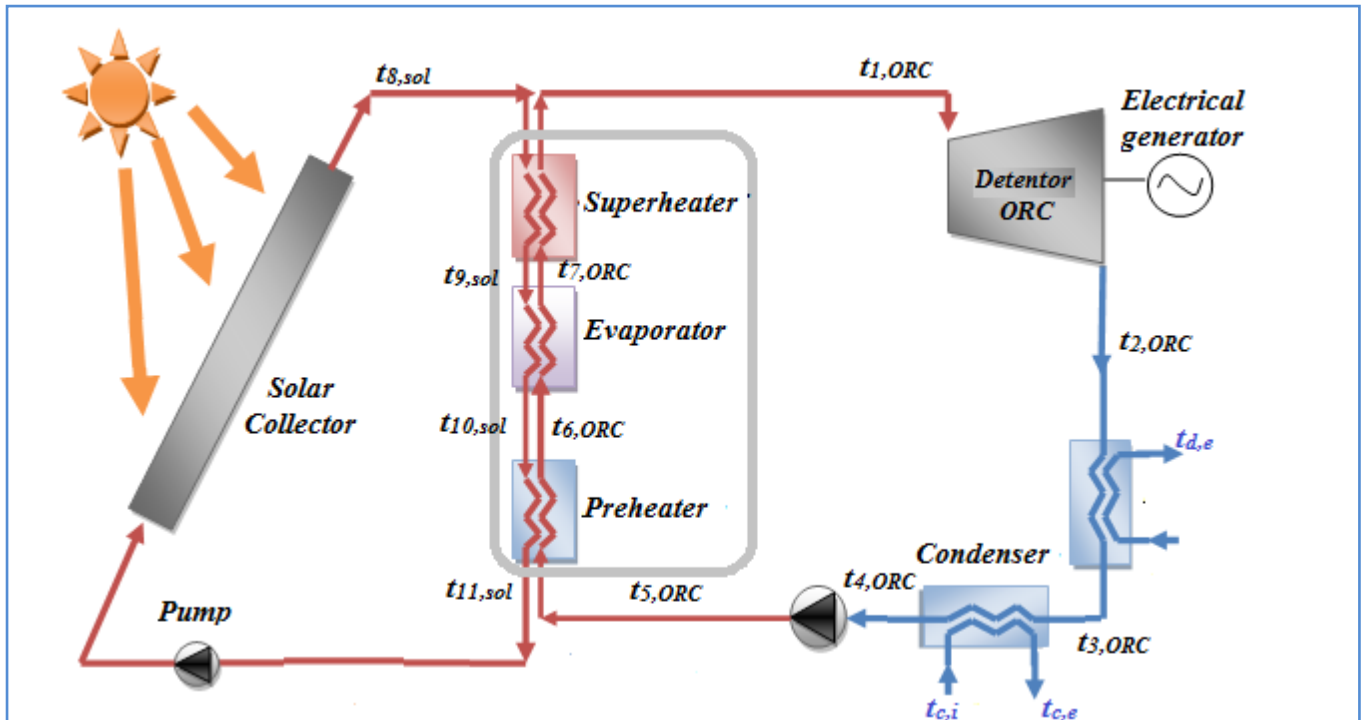 t8,sol
t1,ORC
Electrical
generator
Detentor
ORC
Superheater
t9,sol
t7,ORC
Evaporator
t2,ORC
Solar
Collector
t10,sol
t6,ORC
td,e
Preheater
Condenser
t11,sol
t5,ORC
t4,ORC
Pump
t3,ORC
tc,i
tc,e